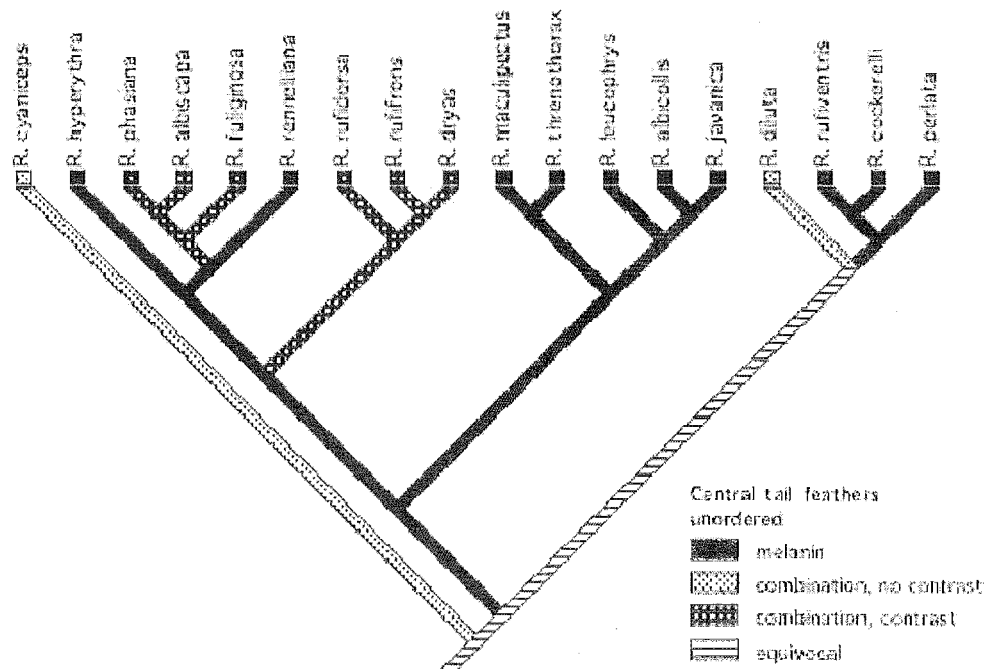 R. cyaniceps
R. hyperythra
R. phasiana
R. albiscapa
R. fuliginosa
R. rennelliana
R. rufidorsa
R. rufifrons
R. dryas
R. maculipectus
R. threnothorax
R. leucophrys
R. albicollis
R. javanica
R. diluta
R. rufiventris
R. cockerelli
R. perlata
Central tail feathers
unordered
melanin
combination, no contrast
combination, contrast
equivocal